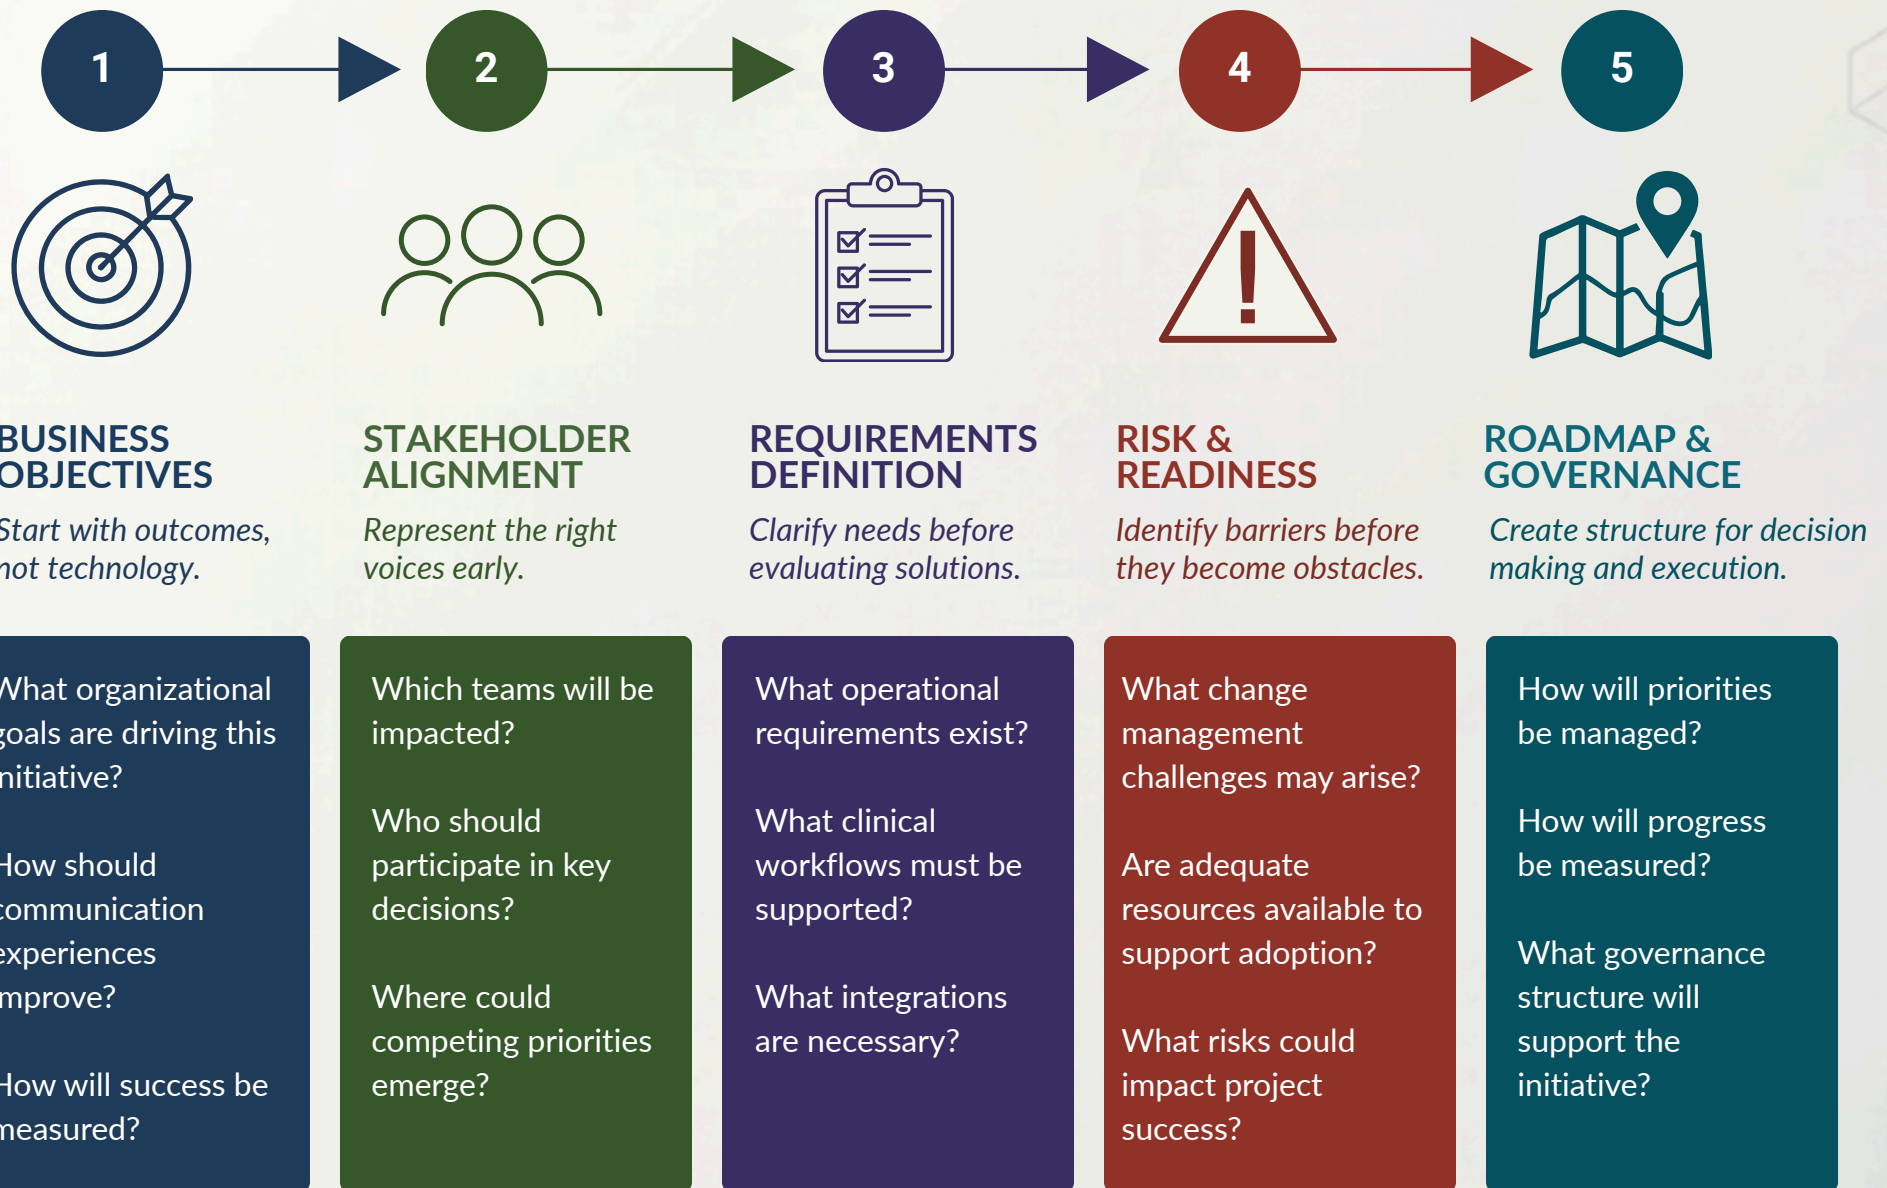 1
2
3
4
5
BUSINESS
OBJECTIVES
Start with outcomes,
not technology.
What organizational
goals are driving this
initiative?
How should
communication
experiences
improve?
How will success be
measured?
STAKEHOLDER
ALIGNMENT
Represent the right
voices early.
Which teams will be
impacted?
Who should
participate in key
decisions?
Where could
competing priorities
emerge?
REQUIREMENTS
DEFINITION
Clarify needs before
evaluating solutions.
What operational
requirements exist?
What clinical
workflows must be
supported?
What integrations
are necessary?
RISK &
READINESS
Identify barriers before
they become obstacles.
What change
management
challenges may arise?
Are adequate
resources available to
support adoption?
What risks could
impact project
success?
ROADMAP &
GOVERNANCE
Create structure for decision
making and execution.
How will priorities
be managed?
How will progress
be measured?
What governance
structure will
support the
initiative?